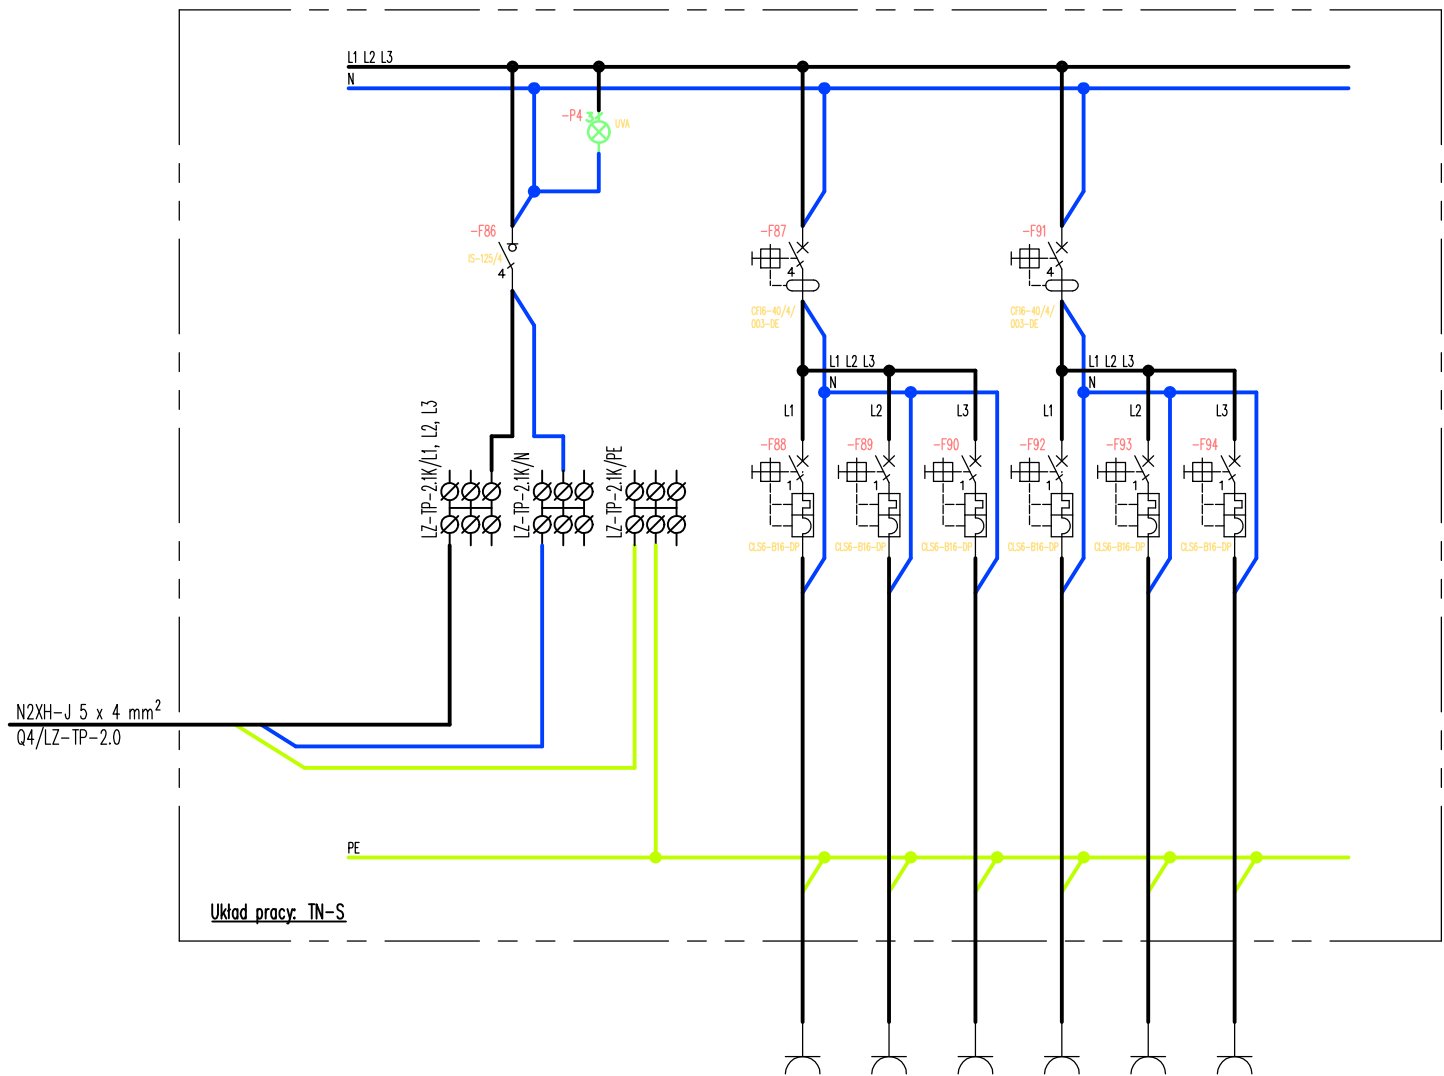 L1 L2 L3
N
-P4
3
UVA
-F86
IS-125/4
4
-F87
4
CFI6-40/4/
003-DE
-F91
4
CFI6-40/4/
003-DE
L1 L2 L3
N
L1 L2 L3
N
L1
L2
L3
L1
L2
L3
-F88
1
CLS6-B16-DP
-F89
1
CLS6-B16-DP
-F90
1
CLS6-B16-DP
-F92
1
CLS6-B16-DP
-F93
1
CLS6-B16-DP
-F94
1
CLS6-B16-DP
LZ-TP-2.1K/L1, L2, L3
LZ-TP-2.1K/N
LZ-TP-2.1K/PE
N2XH-J 5 x 4 mm²
Q4/LZ-TP-2.0
PE
Układ pracy: TN-S